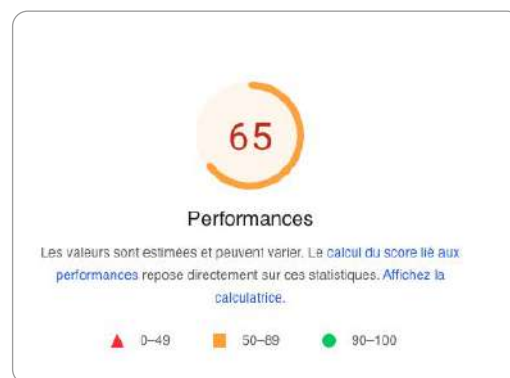 65
Performances
Les valeurs sont estimées et peuvent varier. Le calcul du score lié aux
performances repose directement sur ces statistiques. Affichez la
calculatrice.
0–49 50–89 90–100